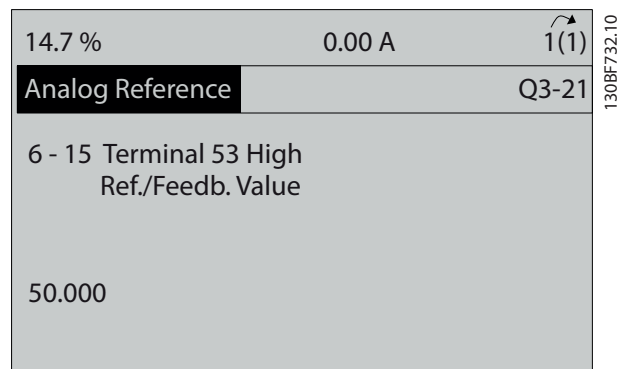 14.7 % 0.00 A 1(1)
Analog Reference Q3-21
6 - 15 Terminal 53 High
Ref./Feedb. Value
50.000
130BF732.10